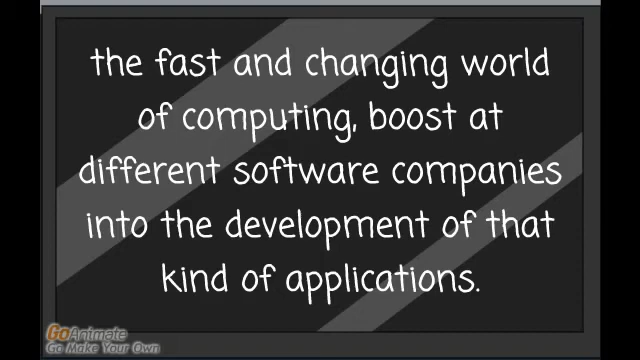 the fast and changing world
of computing, boost at
different software companies
into the development of that
kind of applications.
GoAnimate
Go Make Your Own